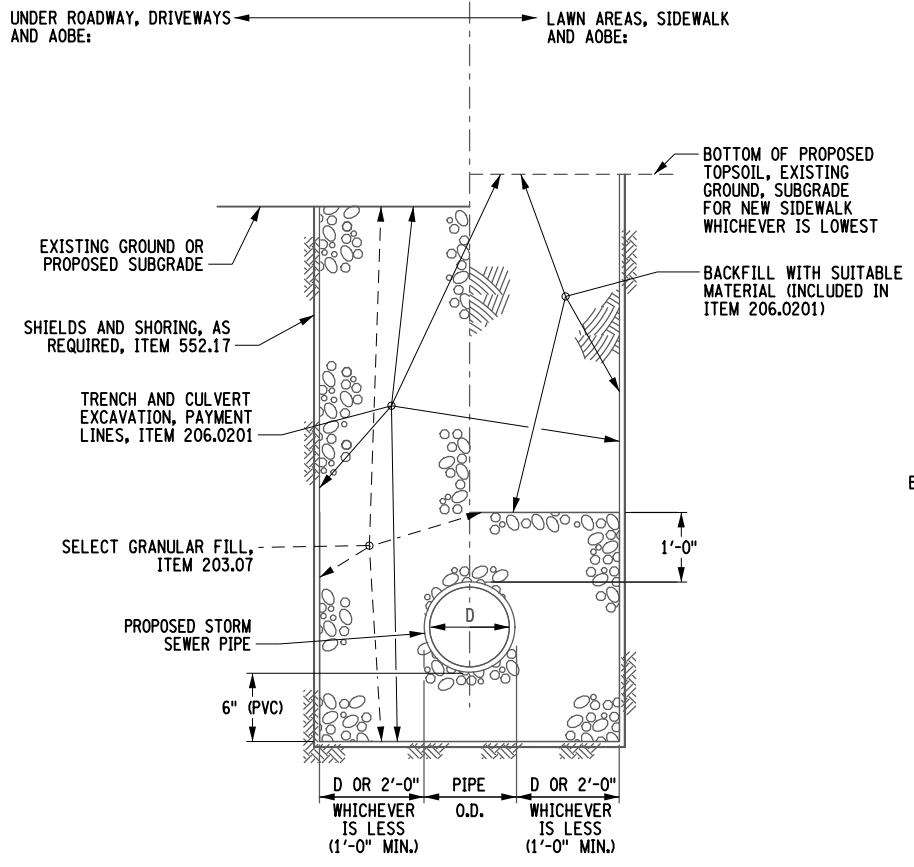 UNDER ROADWAY, DRIVEWAYS
AND AOBE:
LAWN AREAS, SIDEWALK
AND AOBE:
BOTTOM OF PROPOSED
TOPSOIL, EXISTING
GROUND, SUBGRADE
FOR NEW SIDEWALK
WHICHEVER IS LOWEST
EXISTING GROUND OR
PROPOSED SUBGRADE
BACKFILL WITH SUITABLE
MATERIAL (INCLUDED IN
ITEM 206.0201)
SHIELDS AND SHORING, AS
REQUIRED, ITEM 552.17
TRENCH AND CULVERT
EXCAVATION, PAYMENT
LINES, ITEM 206.0201
E
SELECT GRANULAR FILL,
ITEM 203.07
1'-0"
D
PROPOSED STORM
SEWER PIPE
6" (PVC)
D OR 2'-0"
WHICHEVER
IS LESS
(1'-0" MIN.)
PIPE
O.D.
D OR 2'-0"
WHICHEVER
IS LESS
(1'-0" MIN.)